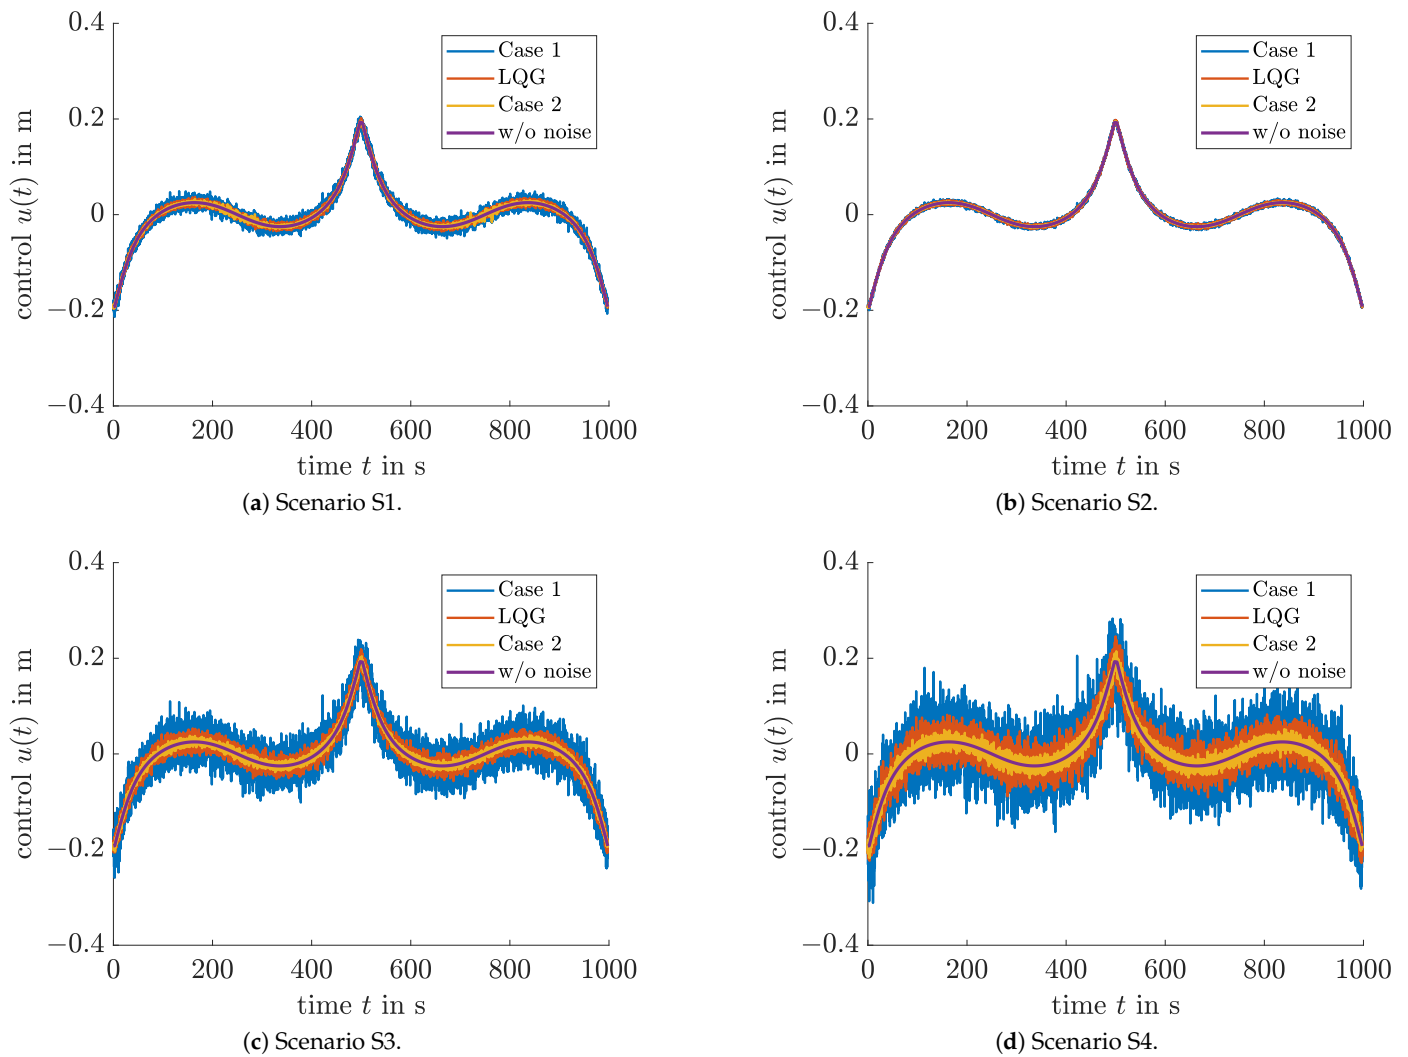 0.4
0.2
0
−0.2
−0.4
control u(t) in m
Case 1
LQG
Case 2
w/o noise
0 200 400 600 800 1000
time t in s
(a) Scenario S1.
0.4
0.2
0
−0.2
−0.4
control u(t) in m
Case 1
LQG
Case 2
w/o noise
0 200 400 600 800 1000
time t in s
(b) Scenario S2.
0.4
0.2
0
−0.2
−0.4
control u(t) in m
Case 1
LQG
Case 2
w/o noise
0 200 400 600 800 1000
time t in s
(c) Scenario S3.
0.4
0.2
0
−0.2
−0.4
control u(t) in m
Case 1
LQG
Case 2
w/o noise
0 200 400 600 800 1000
time t in s
(d) Scenario S4.